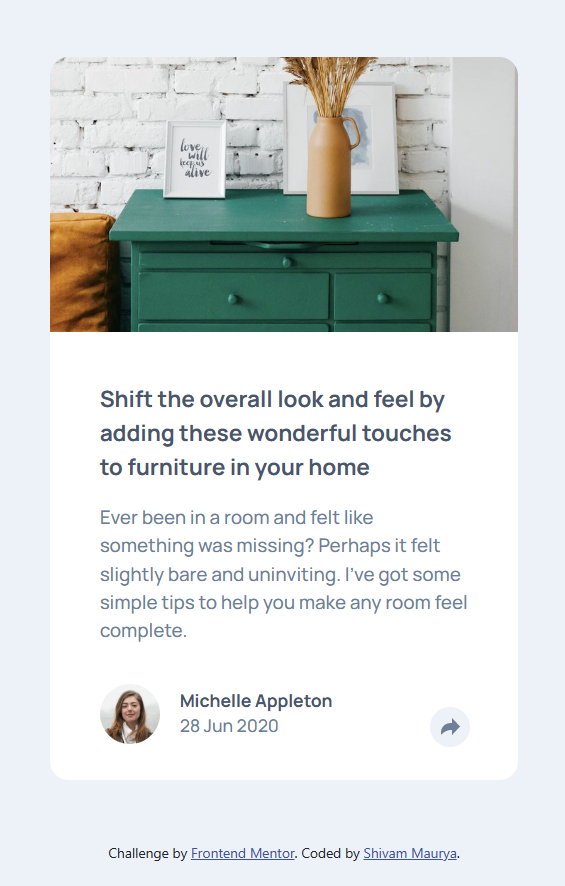 love
will
keep us
alive
Shift the overall look and feel by
adding these wonderful touches
to furniture in your home
Ever been in a room and felt like
something was missing? Perhaps it felt
slightly bare and uninviting. I’ve got some
simple tips to help you make any room feel
complete.
Michelle Appleton
28 Jun 2020
Challenge by Frontend Mentor. Coded by Shivam Maurya.